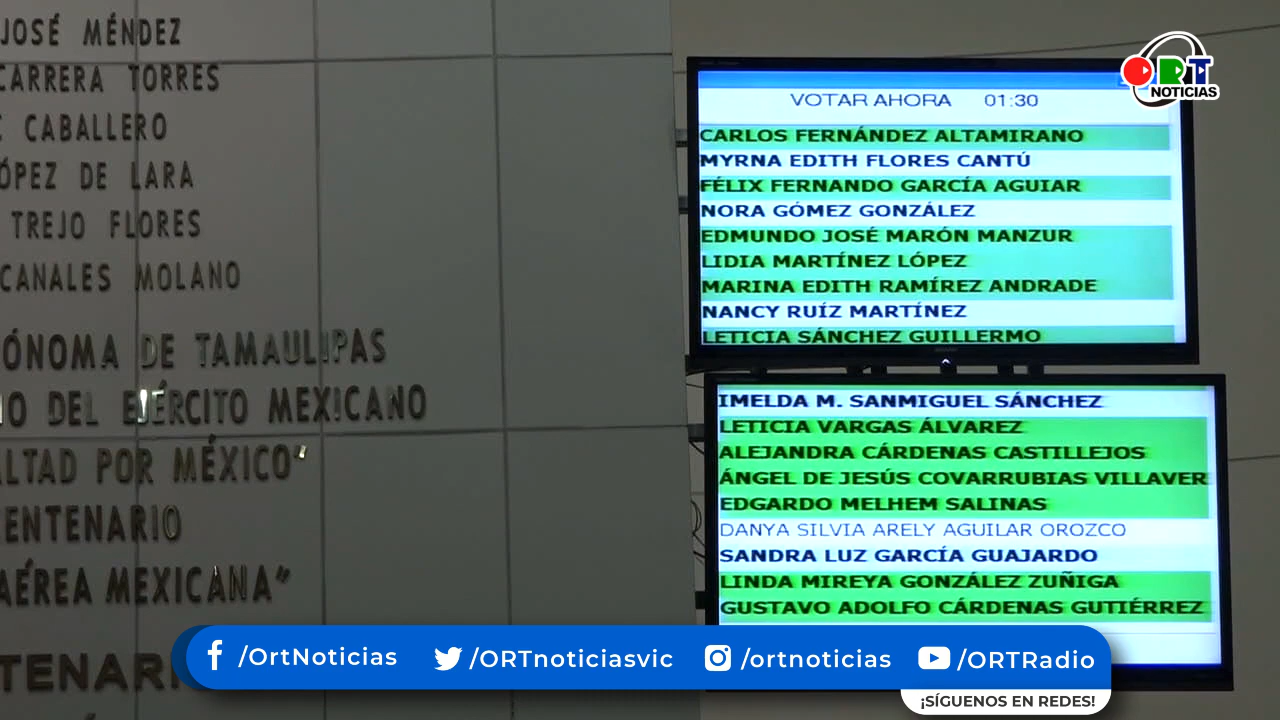 JOSÉ MÉNDEZ
CARRERA TORRES
CABALLERO
LÓPEZ DE LARA
TREJO FLORES
CANALES MOLANO
DE TAMAULIPAS
DEL EJÉRCITO MEXICANO
POR MÉXICO"
AÉREA MEXICANA"
ORT
NOTICIAS
VOTAR AHORA 01:30
CARLOS FERNÁNDEZ ALTAMIRANO
MYRNA EDITH FLORES CANTÚ
FÉLIX FERNANDO GARCÍA AGUIAR
NORA GÓMEZ GONZÁLEZ
EDMUNDO JOSÉ MARÓN MANZUR
LIDIA MARTÍNEZ LÓPEZ
MARINA EDITH RAMÍREZ ANDRADE
NANCY RUÍZ MARTÍNEZ
LETICIA SÁNCHEZ GUILLERMO
IMELDA M. SANMIGUEL SÁNCHEZ
LETICIA VARGAS ÁLVAREZ
ALEJANDRA CÁRDENAS CASTILLEJOS
ÁNGEL DE JESÚS COVARRUBIAS VILLAVER
EDGARDO MELHEM SALINAS
DANYA SILVIA ARELY AGUILAR OROZCO
SANDRA LUZ GARCÍA GUAJARDO
LINDA MIREYA GONZÁLEZ ZUÑIGA
GUSTAVO ADOLFO CÁRDENAS GUTIÉRREZ
/OrtNoticias /ORTnoticiasvic /ortnoticias /ORTRadio
¡SÍGUENOS EN REDES!